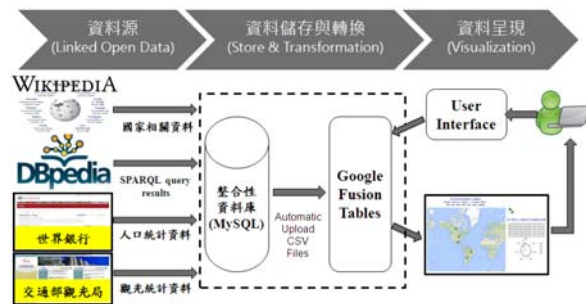 資料源
(Linked Open Data)
資料儲存與轉換
(Store & Transformation)
資料呈現
(Visualization)
WIKIPEDIA
國家相關資料
DBpedia
SPARQL query
results
世界銀行
人口統計資料
交通部觀光局
觀光統計資料
整合性
資料庫
(MySQL)
Automatic
Upload
CSV
Files
Google
Fusion
Tables
User
Interface